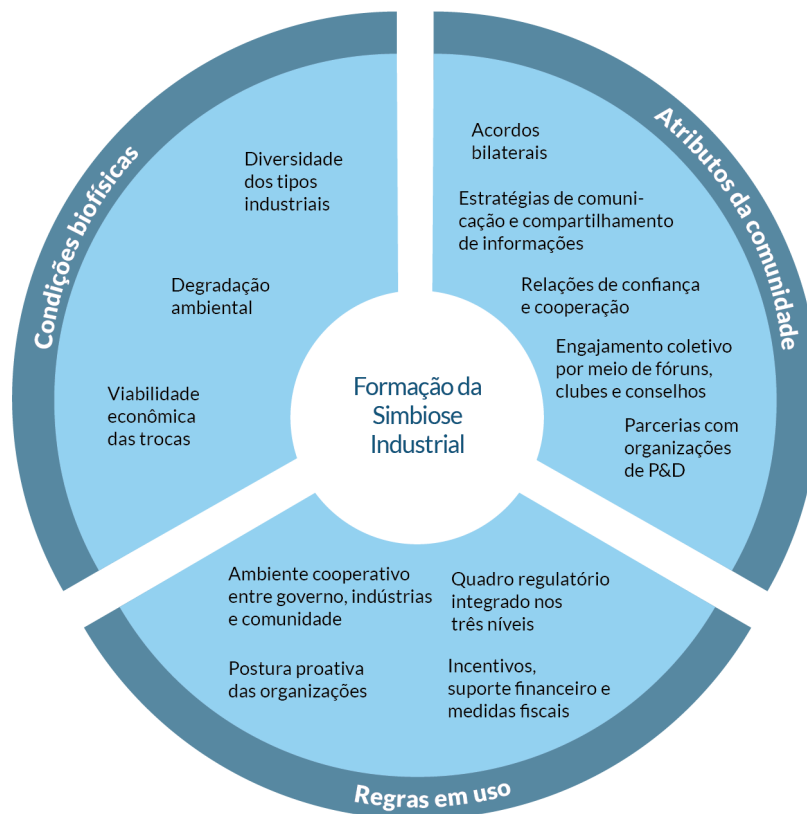 Condições biofísicas
Diversidade
dos tipos
industriais
Degradação
ambiental
Viabilidade
econômica
das trocas
Atributos da comunidade
Acordos
bilaterais
Estratégias de comuni-
cação e compartilhamento
de informações
Relações de confiança
e cooperação
Engajamento coletivo
por meio de fóruns,
clubes e conselhos
Parcerias com
organizações
de P&D
Formação da
Simbiose
Industrial
Ambiente cooperativo
entre governo, indústrias
e comunidade
Postura proativa
das organizações
Quadro regulatório
integrado nos
três níveis
Incentivos,
suporte financeiro e
medidas fiscais
Regras em uso